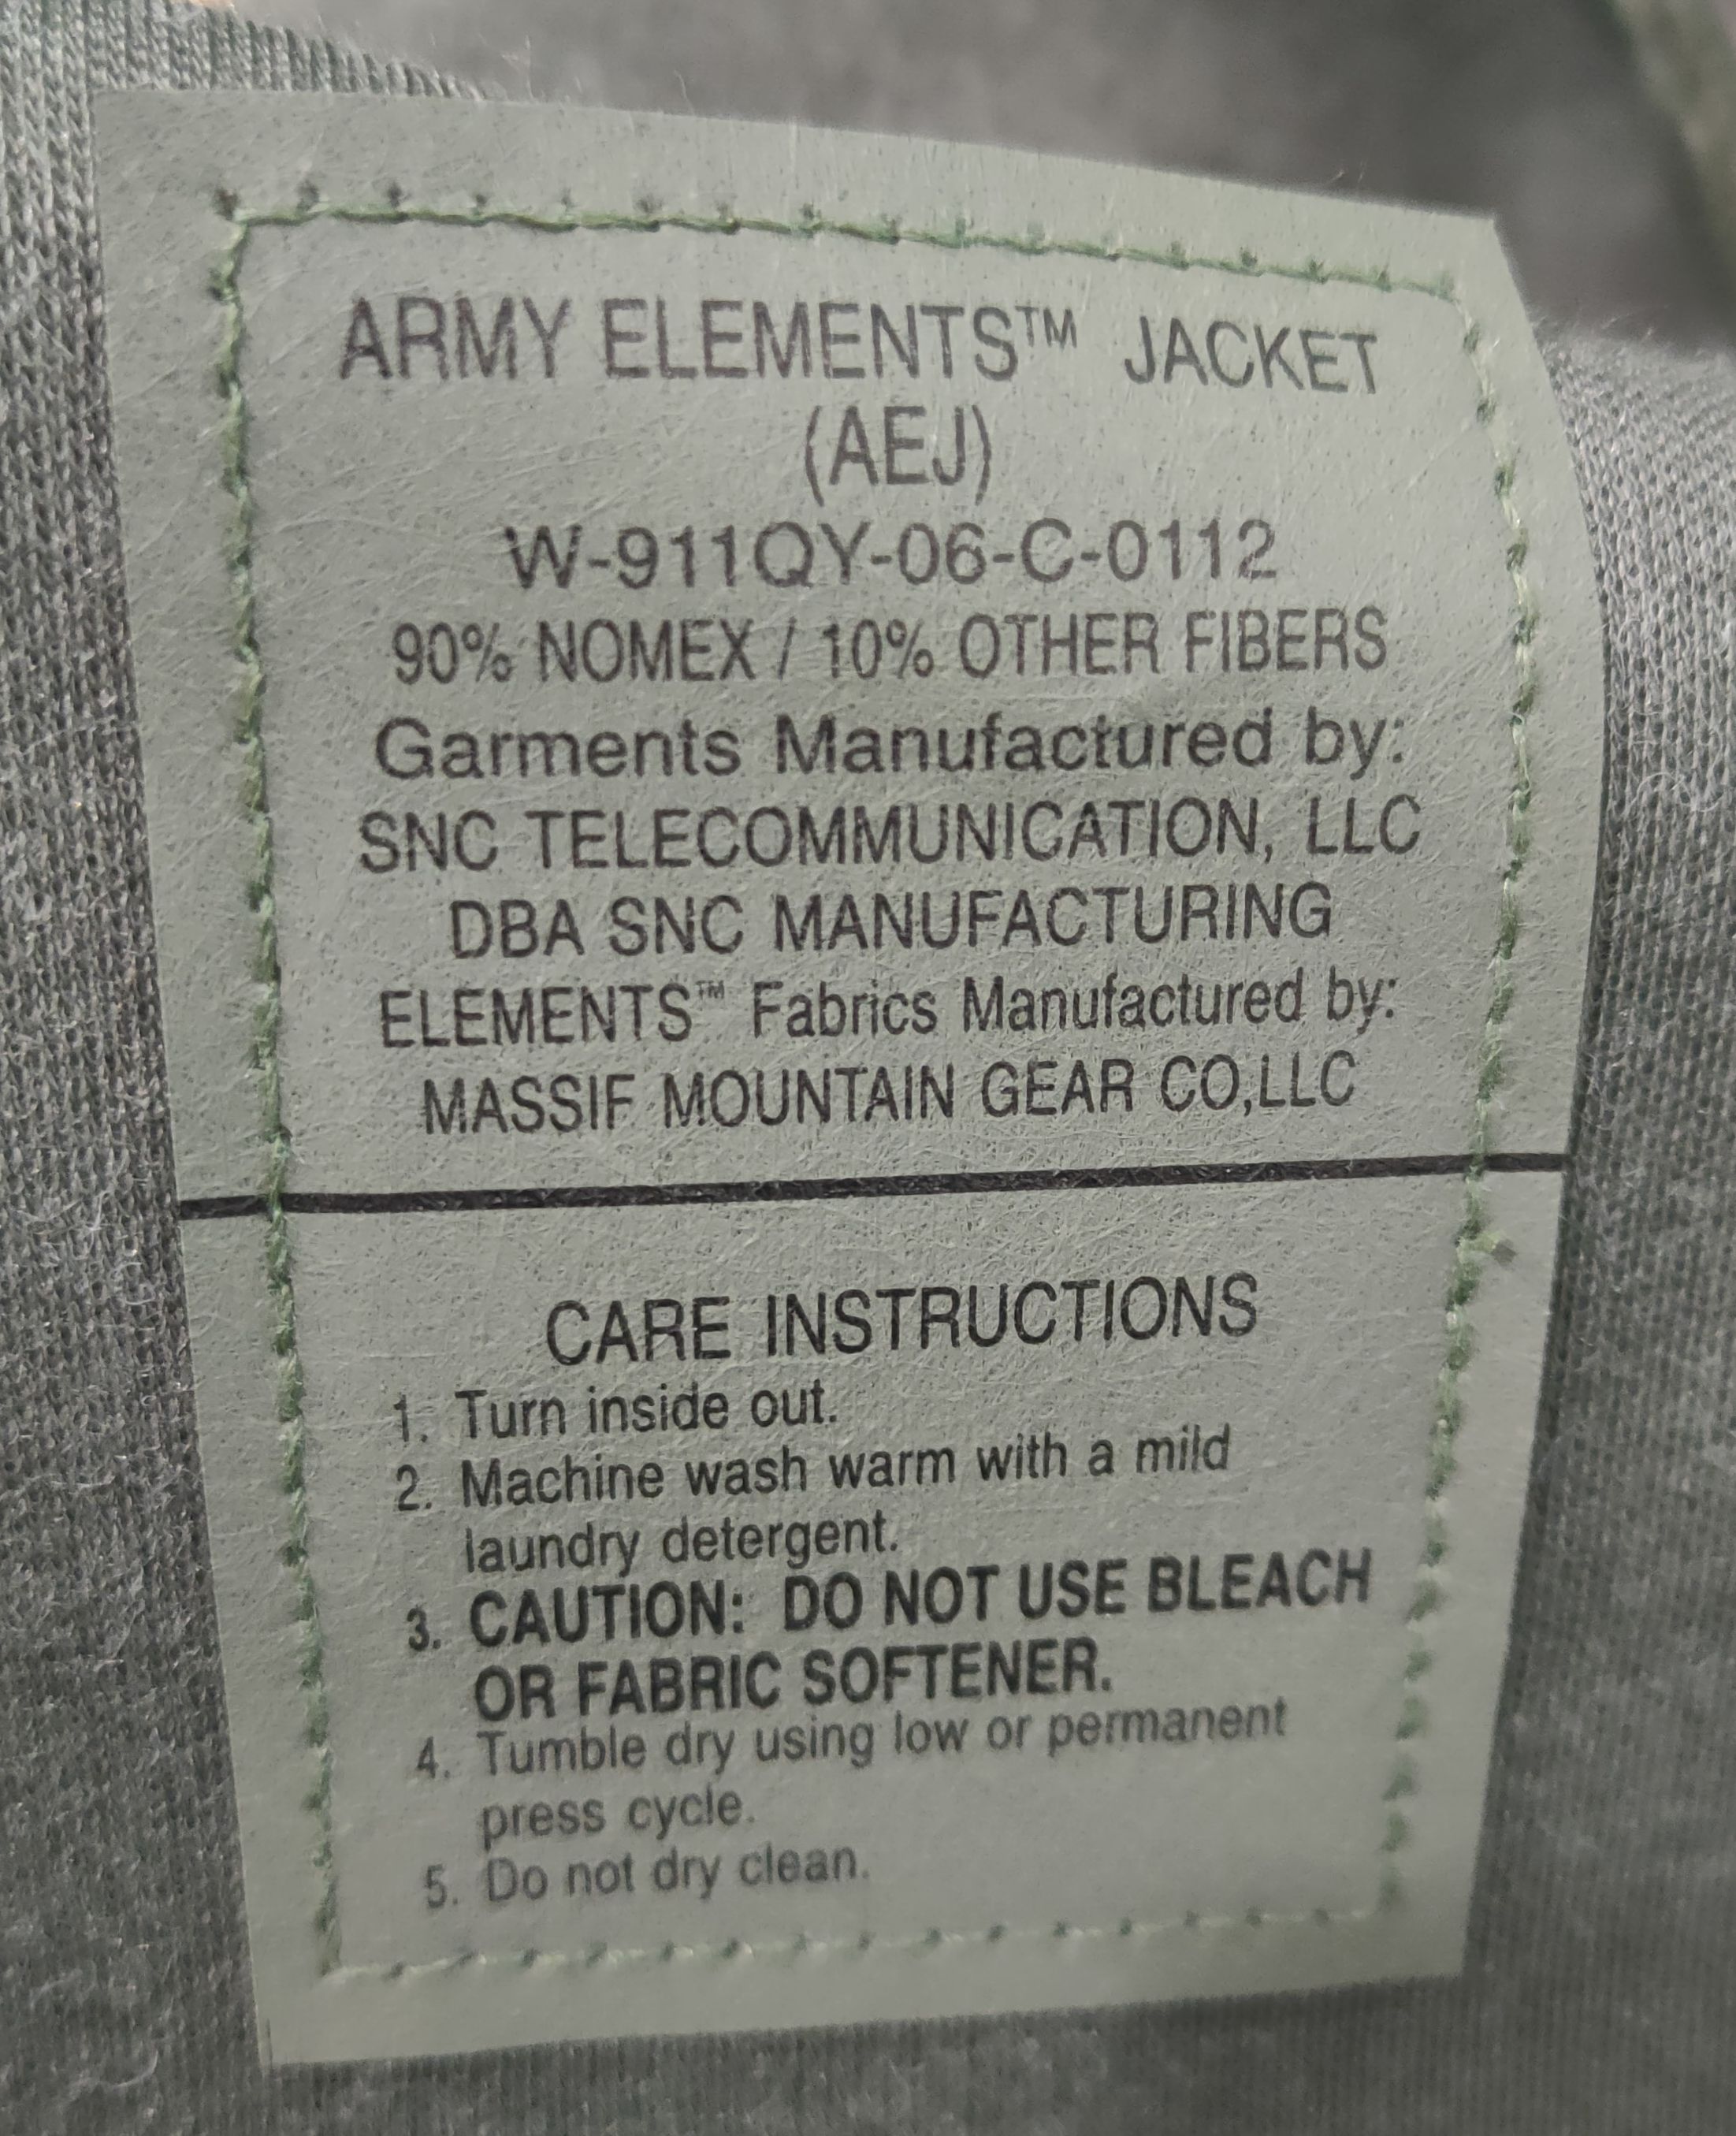 ARMY ELEMENTS™ JACKET
(AEJ)
W-911QY-06-C-0112
90% NOMEX / 10% OTHER FIBERS
Garments Manufactured by:
SNC TELECOMMUNICATION, LLC
DBA SNC MANUFACTURING
ELEMENTS™ Fabrics Manufactured by:
MASSIF MOUNTAIN GEAR CO,LLC
CARE INSTRUCTIONS
1. Turn inside out.
2. Machine wash warm with a mild
laundry detergent.
3. CAUTION: DO NOT USE BLEACH
OR FABRIC SOFTENER.
4. Tumble dry using low or permanent
press cycle.
5. Do not dry clean.